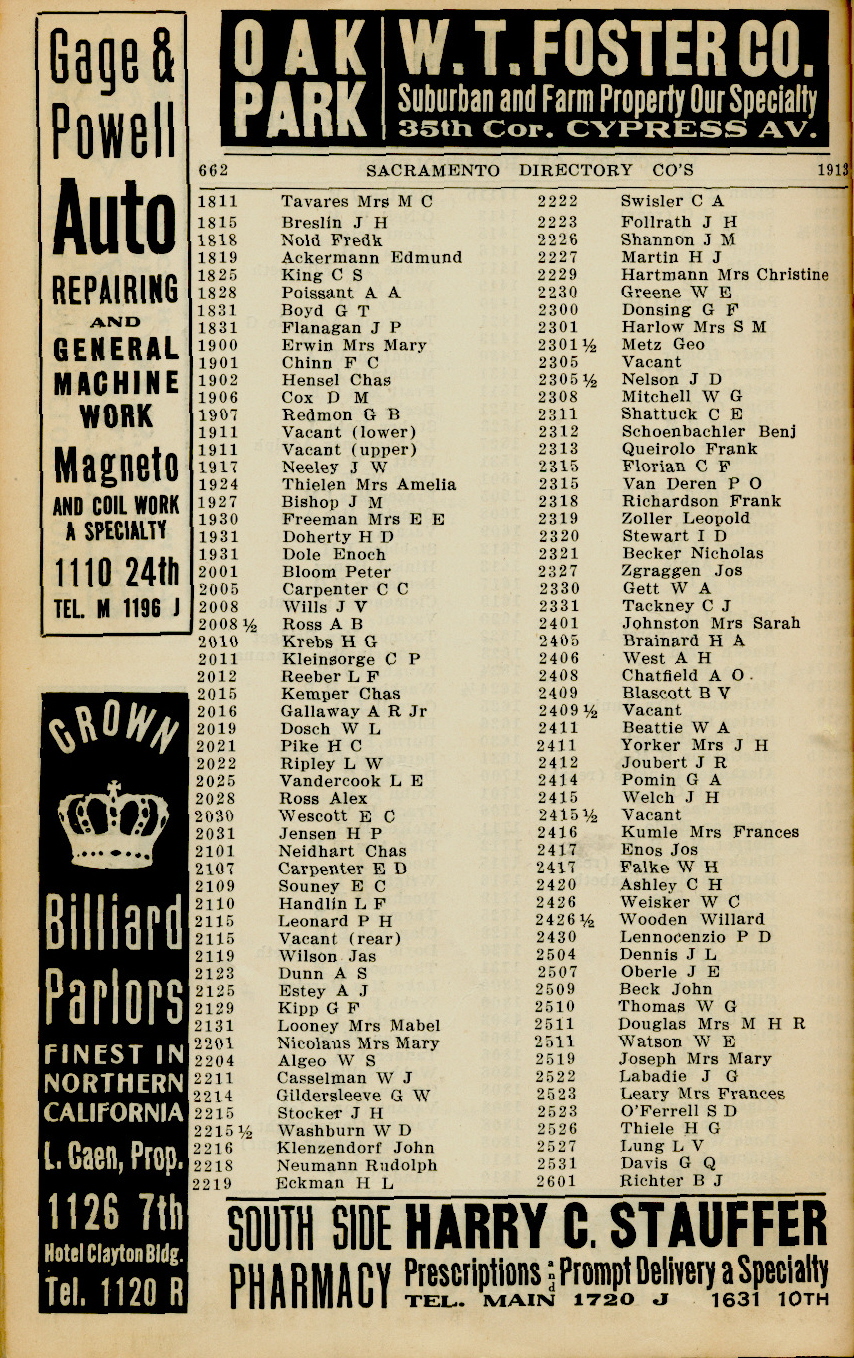 Gage &
Powell
Auto
REPAIRING
AND
GENERAL
MACHINE
WORK
Magneto
AND COIL WORK
A SPECIALTY
1110 24th
TEL. M 1196 J
CROWN
Billiard
Parlors
FINEST IN
NORTHERN
CALIFORNIA
L. Caen, Prop.
1126 7th
Hotel Clayton Bldg.
Tel. 1120 R
OAK
PARK
W. T. FOSTER CO.
Suburban and Farm Property Our Specialty
35th Cor. CYPRESS AV.
662 SACRAMENTO DIRECTORY CO'S 1913
1811 Tavares Mrs M C
1815 Breslin J H
1818 Nold Fredk
1819 Ackermann Edmund
1825 King C S
1828 Poissant A A
1831 Boyd G T
1831 Flanagan J P
1900 Erwin Mrs Mary
1901 Chinn F C
1902 Hensel Chas
1906 Cox D M
1907 Redmon G B
1911 Vacant (lower)
1911 Vacant (upper)
1917 Neeley J W
1924 Thielen Mrs Amelia
1927 Bishop J M
1930 Freeman Mrs E E
1931 Doherty H D
1931 Dole Enoch
2001 Bloom Peter
2005 Carpenter C C
2008 Wills J V
2008½ Ross A B
2010 Krebs H G
2011 Kleinsorge C P
2012 Reeber L F
2015 Kemper Chas
2016 Gallaway A R Jr
2019 Dosch W L
2021 Pike H C
2022 Ripley L W
2025 Vandercook L E
2028 Ross Alex
2030 Wescott E C
2031 Jensen H P
2101 Neidhart Chas
2107 Carpenter E D
2109 Souney E C
2110 Handlin L F
2115 Leonard P H
2115 Vacant (rear)
2119 Wilson Jas
2123 Dunn A S
2125 Estey A J
2129 Kipp G F
2131 Looney Mrs Mabel
2201 Nicolaus Mrs Mary
2204 Algeo W S
2211 Casselman W J
2214 Gildersleeve G W
2215 Stocker J H
2215½ Washburn W D
2216 Klenzendorf John
2218 Neumann Rudolph
2219 Eckman H L
2222 Swisler C A
2223 Follrath J H
2226 Shannon J M
2227 Martin H J
2229 Hartmann Mrs Christine
2230 Greene W E
2300 Donsing G F
2301 Harlow Mrs S M
2301½ Metz Geo
2305 Vacant
2305½ Nelson J D
2308 Mitchell W G
2311 Shattuck C E
2312 Schoenbachler Benj
2313 Queirolo Frank
2315 Florian C F
2315 Van Deren P O
2318 Richardson Frank
2319 Zoller Leopold
2320 Stewart I D
2321 Becker Nicholas
2327 Zgraggen Jos
2330 Gett W A
2331 Tackney C J
2401 Johnston Mrs Sarah
2405 Brainard H A
2406 West A H
2408 Chatfield A O
2409 Blascott B V
2409½ Vacant
2411 Beattie W A
2411 Yorker Mrs J H
2412 Joubert J R
2414 Pomin G A
2415 Welch J H
2415½ Vacant
2416 Kumle Mrs Frances
2417 Enos Jos
2417 Falke W H
2420 Ashley C H
2426 Weisker W C
2426½ Wooden Willard
2430 Lennocenzio P D
2504 Dennis J L
2507 Oberle J E
2509 Beck John
2510 Thomas W G
2511 Douglas Mrs M H R
2511 Watson W E
2519 Joseph Mrs Mary
2522 Labadie J G
2523 Leary Mrs Frances
2523 O'Ferrell S D
2526 Thiele H G
2527 Lung L V
2531 Davis G Q
2601 Richter B J
SOUTH SIDE
PHARMACY
HARRY C. STAUFFER
Prescriptions and Prompt Delivery a Specialty
TEL. MAIN 1720 J 1631 10TH